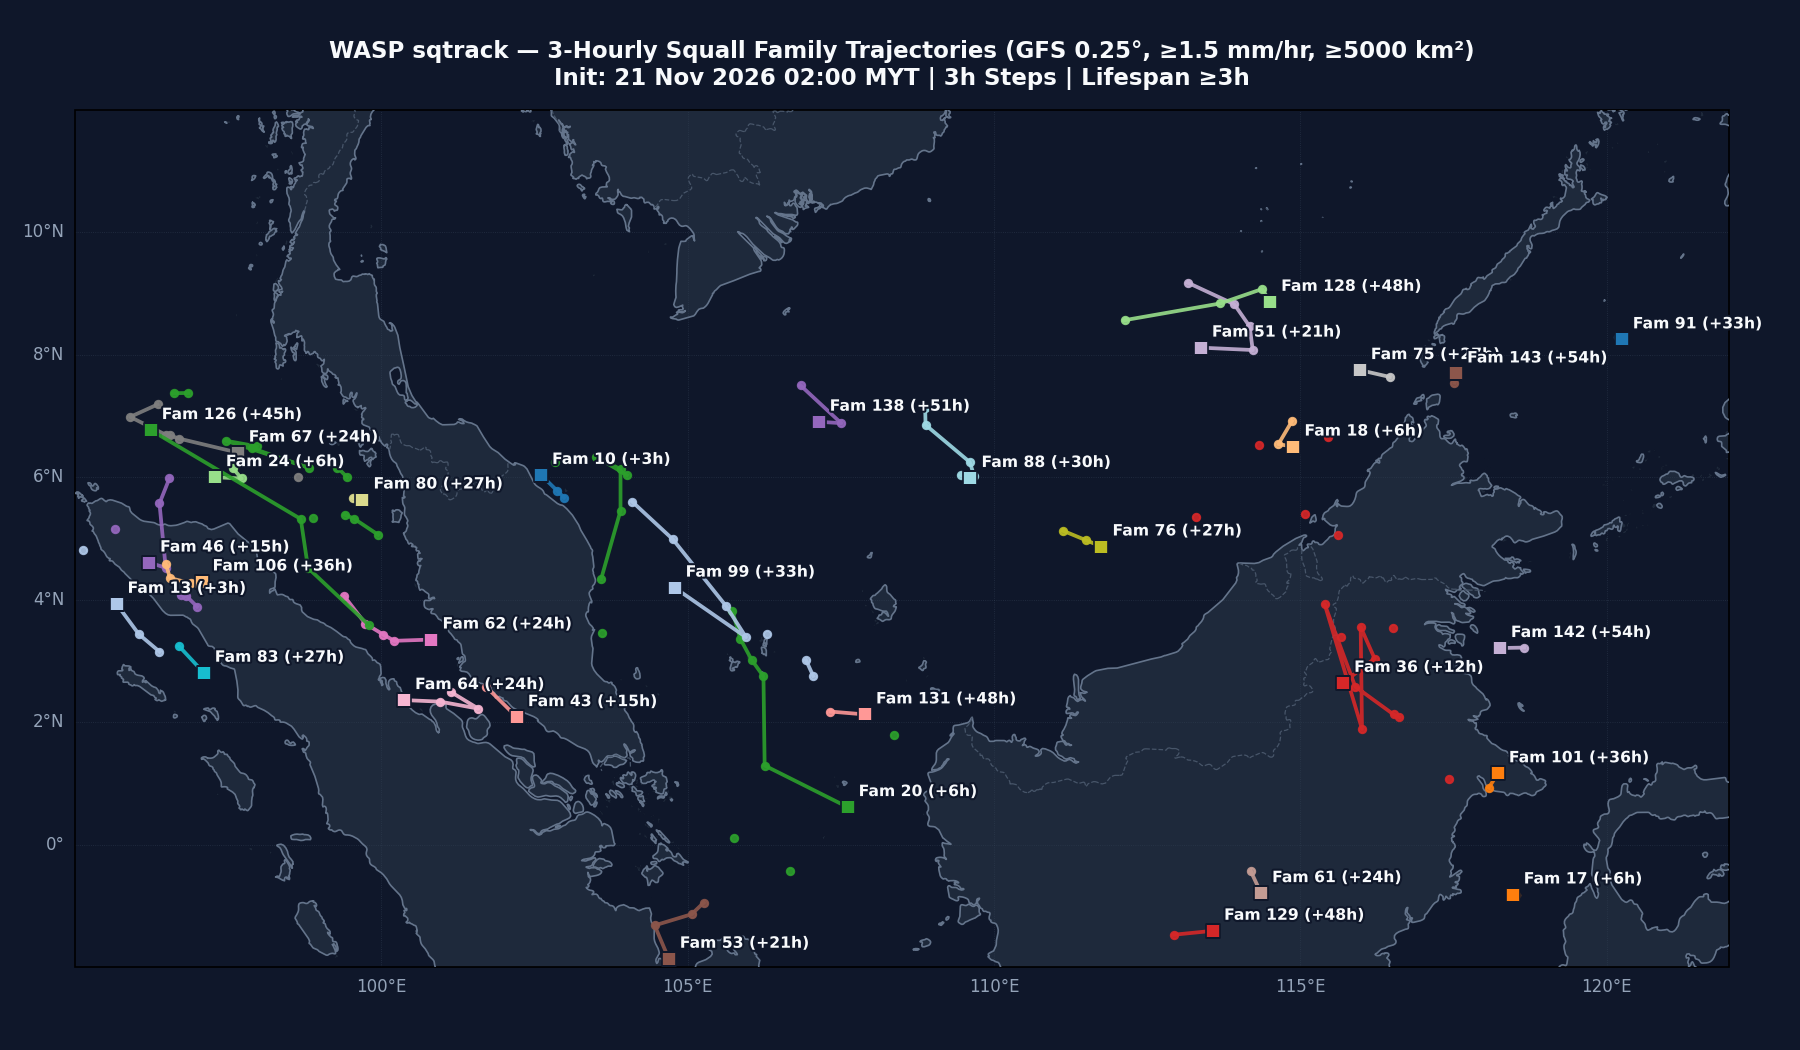 WASP sqtrack — 3-Hourly Squall Family Trajectories (GFS 0.25°, ≥1.5 mm/hr, ≥5000 km²)
Init: 21 Nov 2026 02:00 MYT | 3h Steps | Lifespan ≥3h
10°N
8°N
6°N
4°N
2°N
0°
Fam 128 (+48h)
Fam 51 (+21h)
Fam 91 (+33h)
Fam 75 (+27h)
Fam 143 (+54h)
Fam 138 (+51h)
Fam 126 (+45h)
Fam 67 (+24h)
Fam 18 (+6h)
Fam 24 (+6h)
Fam 10 (+3h)
Fam 88 (+30h)
Fam 80 (+27h)
Fam 76 (+27h)
Fam 46 (+15h)
Fam 106 (+36h)
Fam 99 (+33h)
Fam 13 (+3h)
Fam 62 (+24h)
Fam 142 (+54h)
Fam 83 (+27h)
Fam 36 (+12h)
Fam 64 (+24h)
Fam 43 (+15h)
Fam 131 (+48h)
Fam 101 (+36h)
Fam 20 (+6h)
Fam 61 (+24h)
Fam 17 (+6h)
Fam 129 (+48h)
Fam 53 (+21h)
100°E
105°E
110°E
115°E
120°E